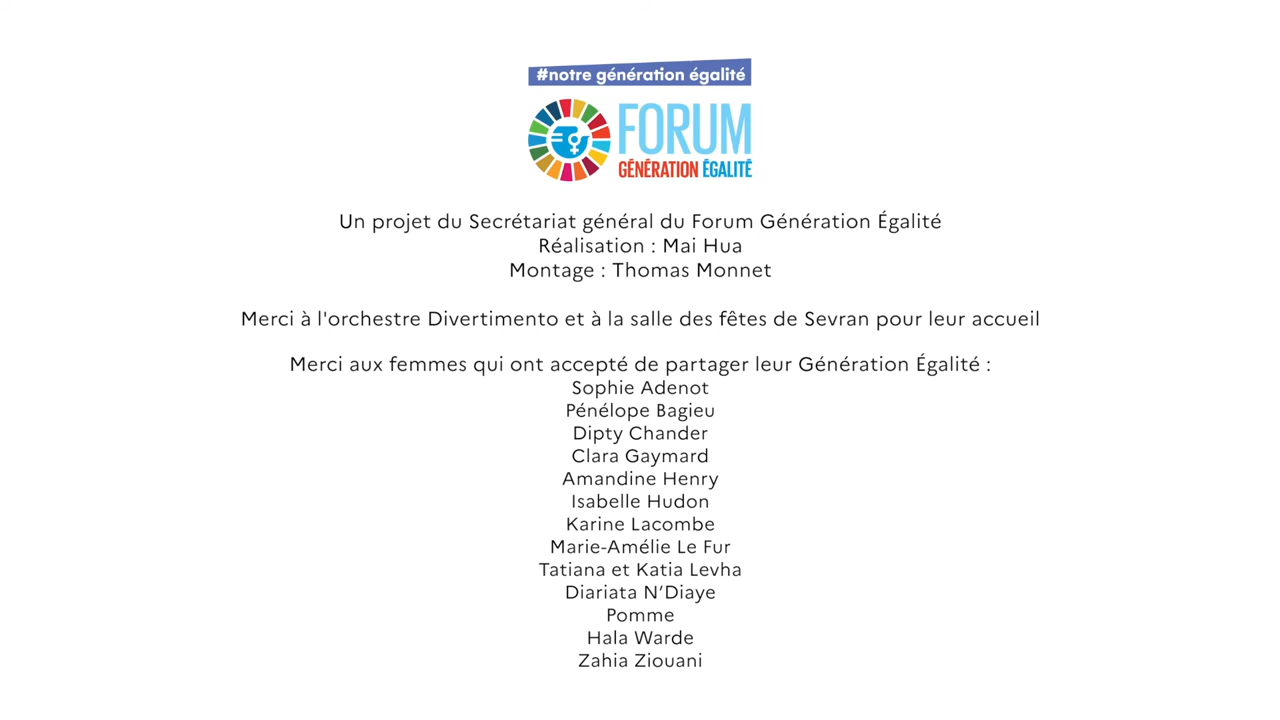 #notre génération égalité
FORUM
GÉNÉRATION ÉGALITÉ
Un projet du Secrétariat général du Forum Génération Égalité
Réalisation : Mai Hua
Montage : Thomas Monnet
Merci à l'orchestre Divertimento et à la salle des fêtes de Sevran pour leur accueil
Merci aux femmes qui ont accepté de partager leur Génération Égalité :
Sophie Adenot
Pénélope Bagieu
Dipty Chander
Clara Gaymard
Amandine Henry
Isabelle Hudon
Karine Lacombe
Marie-Amélie Le Fur
Tatiana et Katia Levha
Diariata N’Diaye
Pomme
Hala Warde
Zahia Ziouani